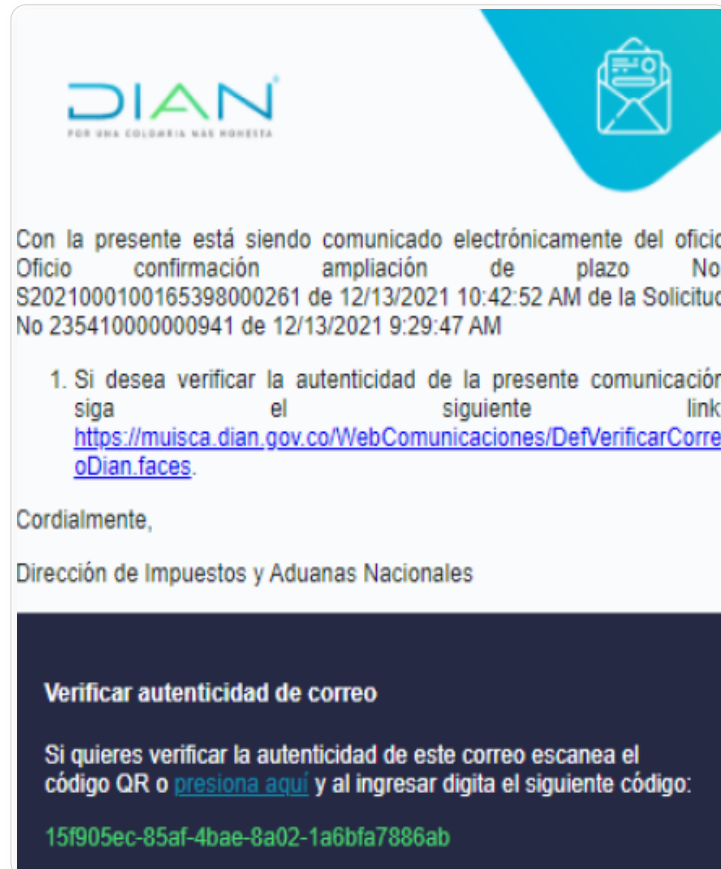 DIAN
POR UNA COLOMBIA MÁS HONESTA
Con la presente está siendo comunicado electrónicamente del oficio
Oficio confirmación ampliación de plazo No
S2021000100165398000261 de 12/13/2021 10:42:52 AM de la Solicitud
No 235410000000941 de 12/13/2021 9:29:47 AM
1. Si desea verificar la autenticidad de la presente comunicación
siga el siguiente link
https://muisca.dian.gov.co/WebComunicaciones/DefVerificarCorre
oDian.faces.
Cordialmente,
Dirección de Impuestos y Aduanas Nacionales
Verificar autenticidad de correo
Si quieres verificar la autenticidad de este correo escanea el
código QR o presiona aquí y al ingresar digita el siguiente código:
15f905ec-85af-4bae-8a02-1a6bfa7886ab